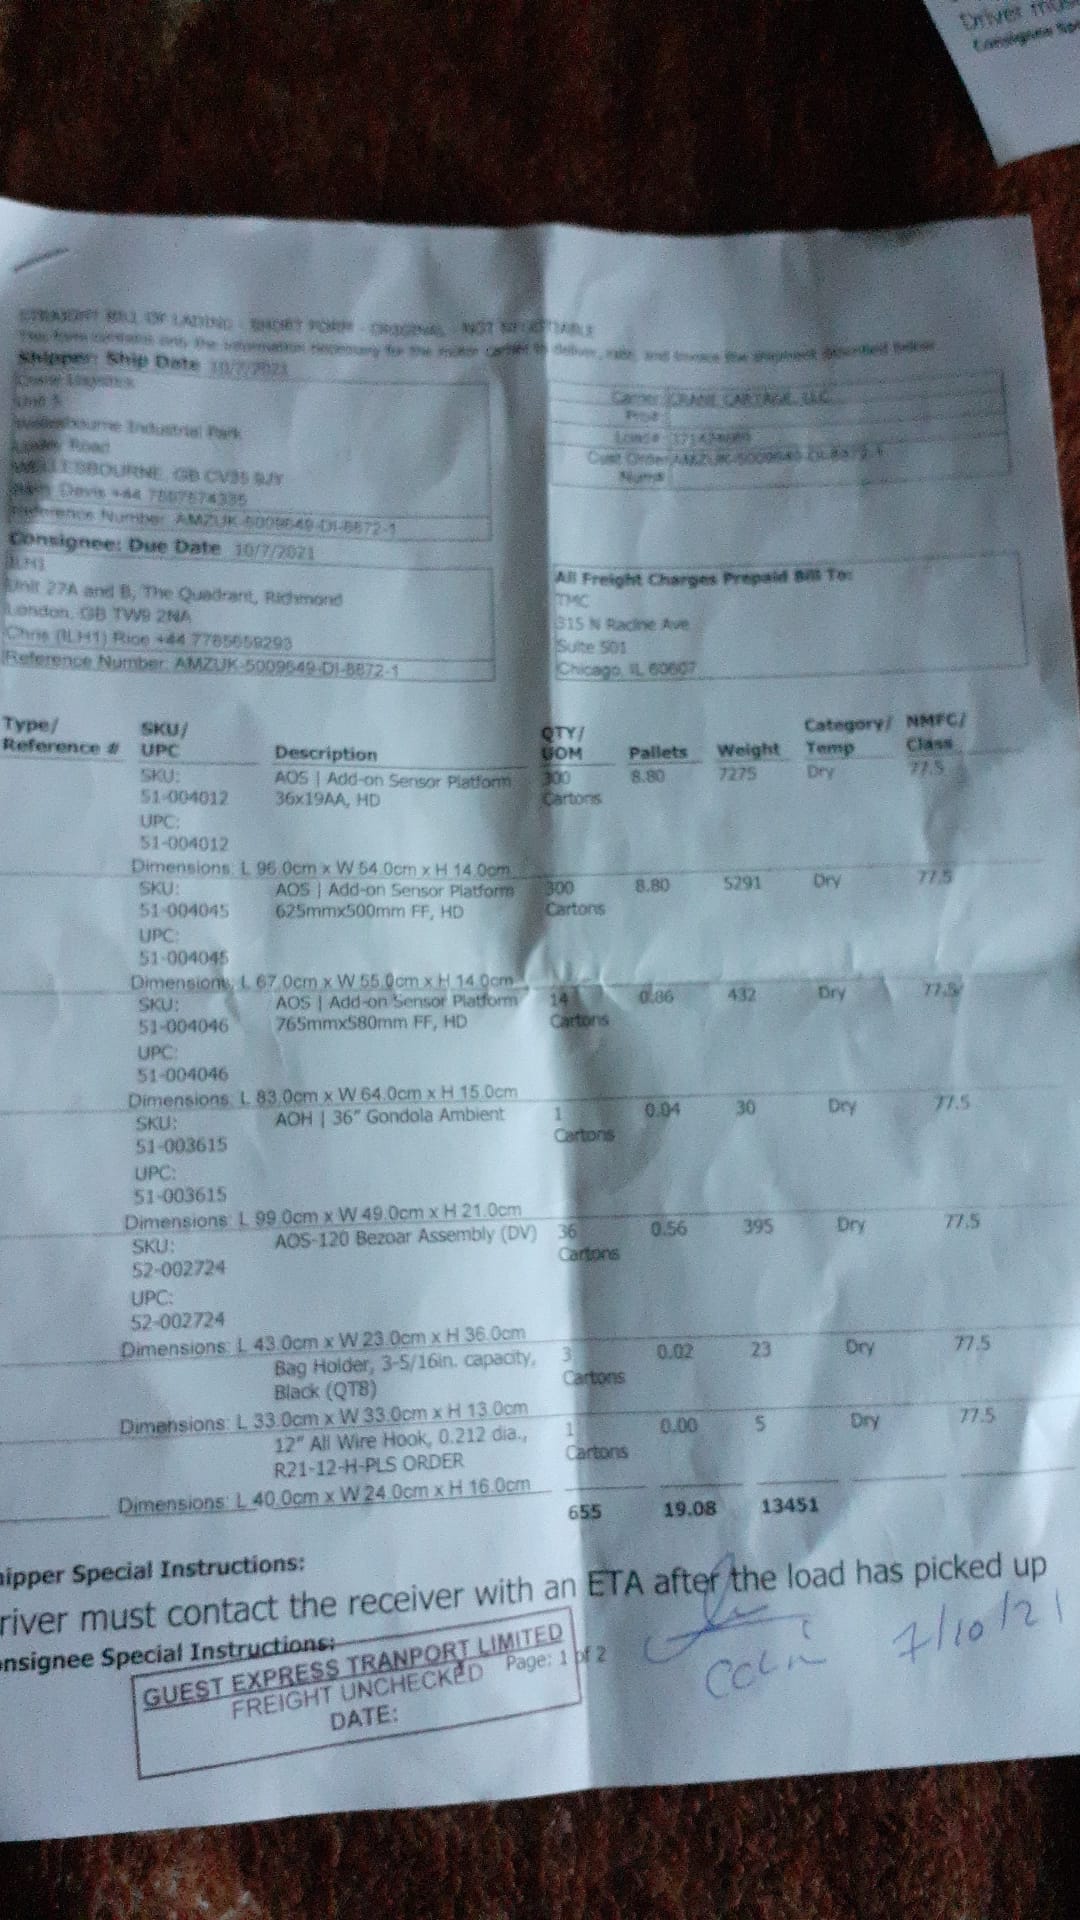 Driver
Consignee
STRAIGHT BILL OF LADING - SHORT FORM - ORIGINAL - NOT NEGOTIABLE
This form contains only the information necessary for the motor carrier to deliver, rate, and invoice the shipment described below
Shipper: Ship Date 10/7/2021
Logistics
Unit 5
Wellesbourne Industrial Park
Road
WELLESBOURNE, GB CV35 9JY
Davis +44
Reference Number: AMZUK-5009649-DI-8872-1
Carrier CRANE CARTAGE, LLC
Pro#
Load#
Cust Order AMZUK-5009649-DI-8872-1
Num#
Consignee: Due Date 10/7/2021
ILH1
Unit 27A and B, The Quadrant, Richmond
London, GB TW9 2NA
Chris (ILH1) Rice +44 7765659293
Reference Number: AMZUK-5009649-DI-8872-1
All Freight Charges Prepaid Bill To:
TMC
315 N Racine Ave
Suite 501
Chicago, IL 60607
Type/ Reference # SKU/ UPC Description QTY/ UOM Pallets Weight Category/ Temp NMFC/ Class
SKU: AOS | Add-on Sensor Platform 300 8.80 7275 Dry 77.5
51-004012 36x19AA, HD Cartons
UPC:
51-004012
Dimensions: L 96.0cm x W 54.0cm x H 14.0cm
SKU: AOS | Add-on Sensor Platform 300 8.80 5291 Dry 77.5
51-004045 625mmx500mm FF, HD Cartons
UPC:
51-004045
Dimensions: L 67.0cm x W 55.0cm x H 14.0cm
SKU: AOS | Add-on Sensor Platform 14 0.86 432 Dry 77.5
51-004046 765mmx580mm FF, HD Cartons
UPC:
51-004046
Dimensions: L 83.0cm x W 64.0cm x H 15.0cm
SKU: AOH | 36" Gondola Ambient 1 0.04 30 Dry 77.5
51-003615 Cartons
UPC:
51-003615
Dimensions: L 99.0cm x W 49.0cm x H 21.0cm
SKU: AOS-120 Bezoar Assembly (DV) 36 0.56 395 Dry 77.5
52-002724 Cartons
UPC:
52-002724
Dimensions: L 43.0cm x W 23.0cm x H 36.0cm
Bag Holder, 3-5/16in. capacity, 3 0.02 23 Dry 77.5
Black (QT8) Cartons
Dimensions: L 33.0cm x W 33.0cm x H 13.0cm
12" All Wire Hook, 0.212 dia., 1 0.00 5 Dry 77.5
R21-12-H-PLS ORDER Cartons
Dimensions: L 40.0cm x W 24.0cm x H 16.0cm
655 19.08 13451
hipper Special Instructions:
river must contact the receiver with an ETA after the load has picked up
onsignee Special Instructions:
Page: 1 of 2
GUEST EXPRESS TRANPORT LIMITED
FREIGHT UNCHECKED
DATE:
Colin
7/10/21